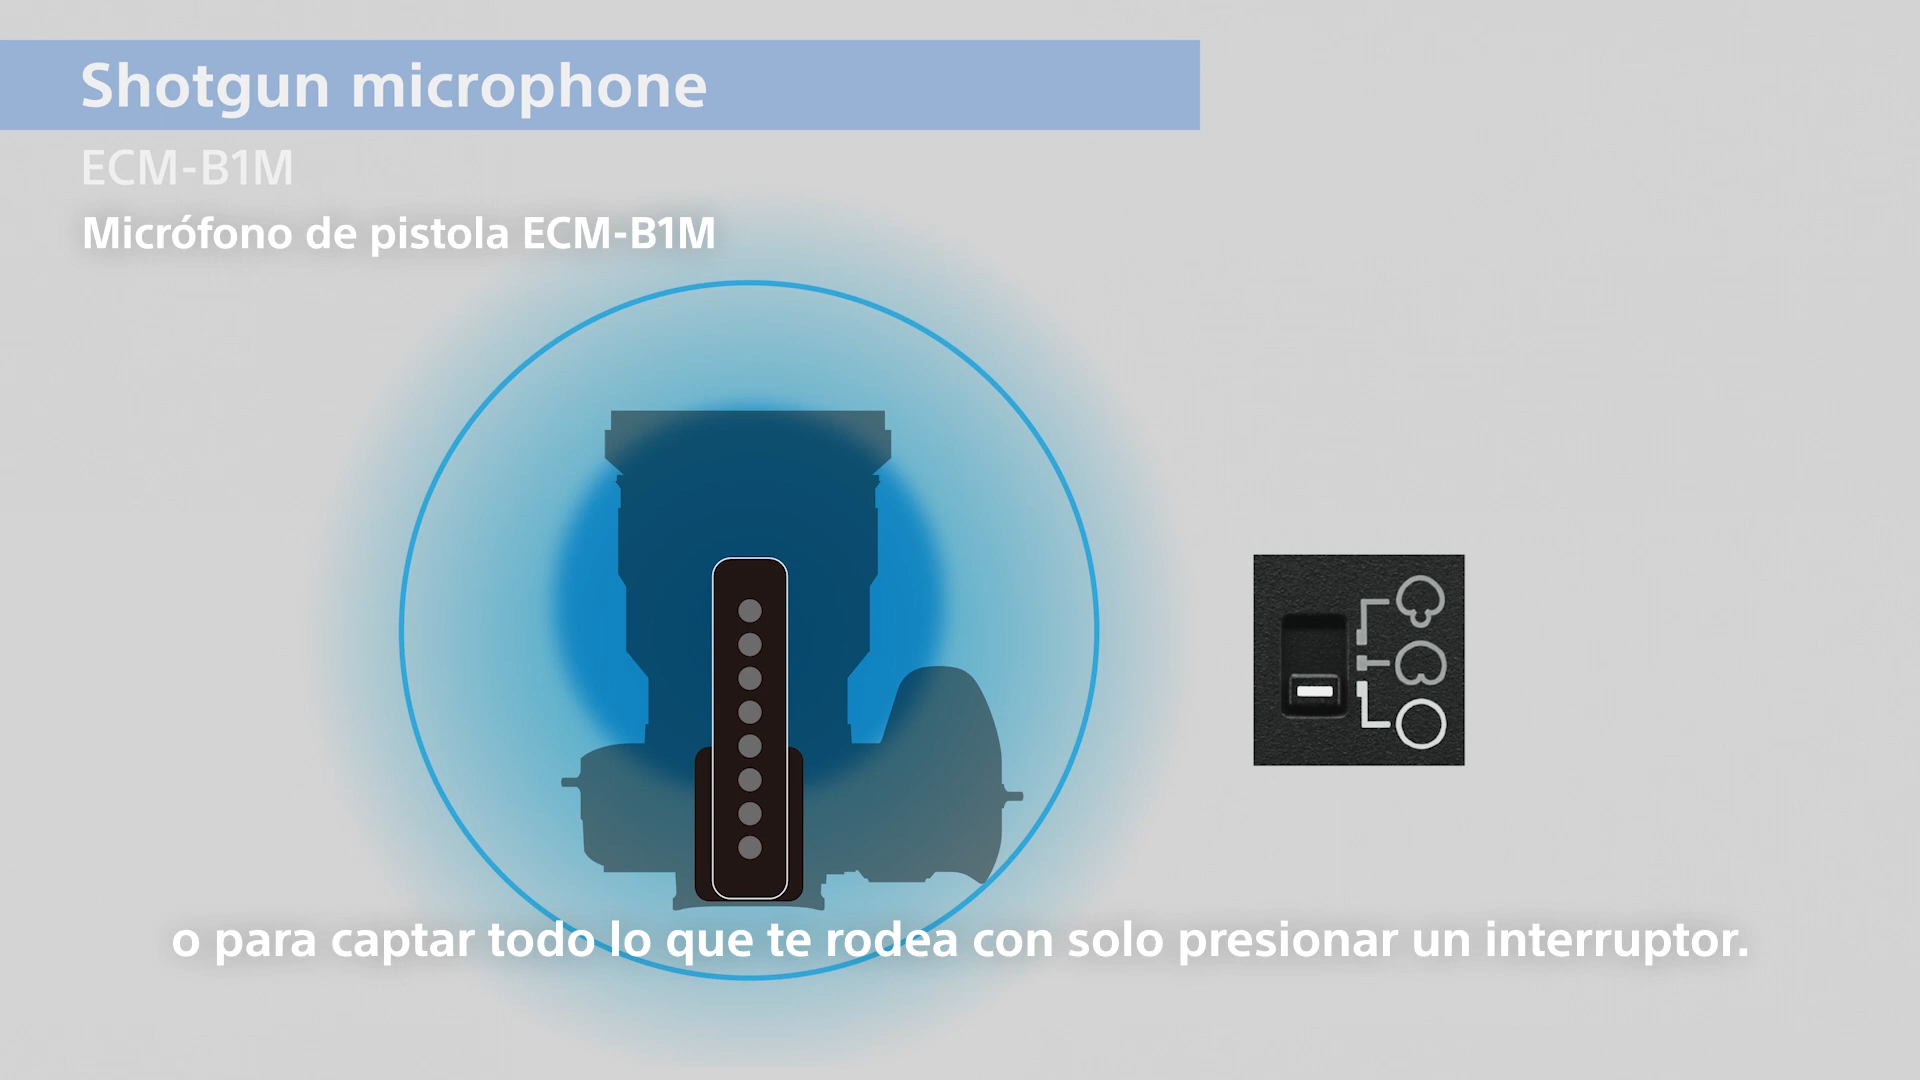 Shotgun microphone
ECM-B1M
Micrófono de pistola ECM-B1M
o para captar todo lo que te rodea con solo presionar un interruptor.